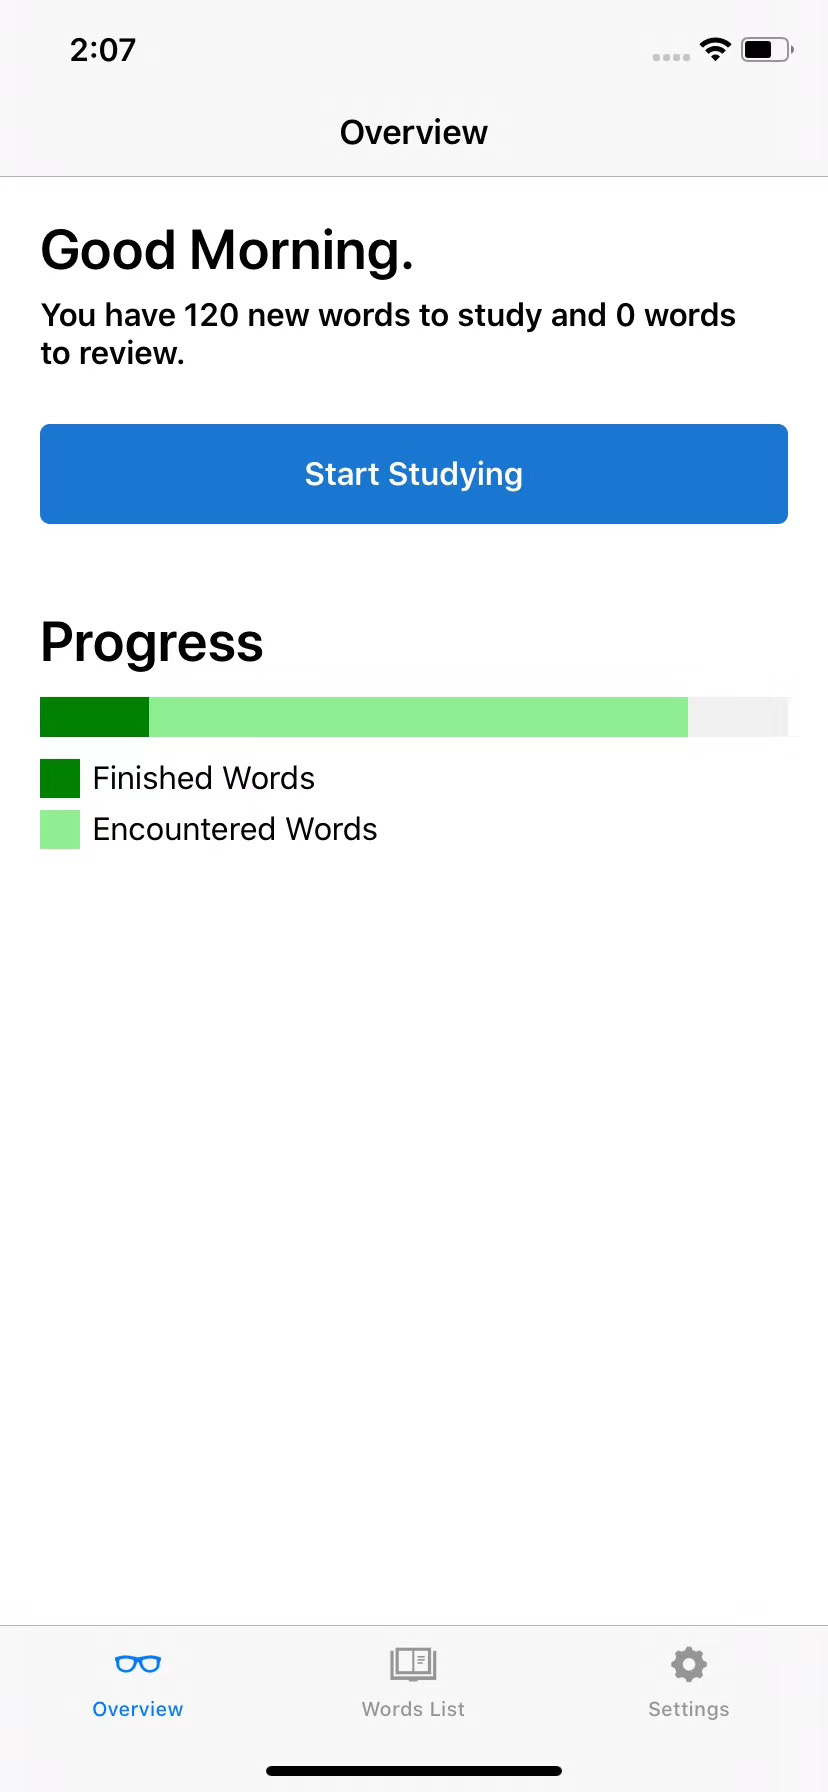 2:07
Overview
Good Morning.
You have 120 new words to study and 0 words
to review.
Start Studying
Progress
Finished Words
Encountered Words
Overview
Words List
Settings